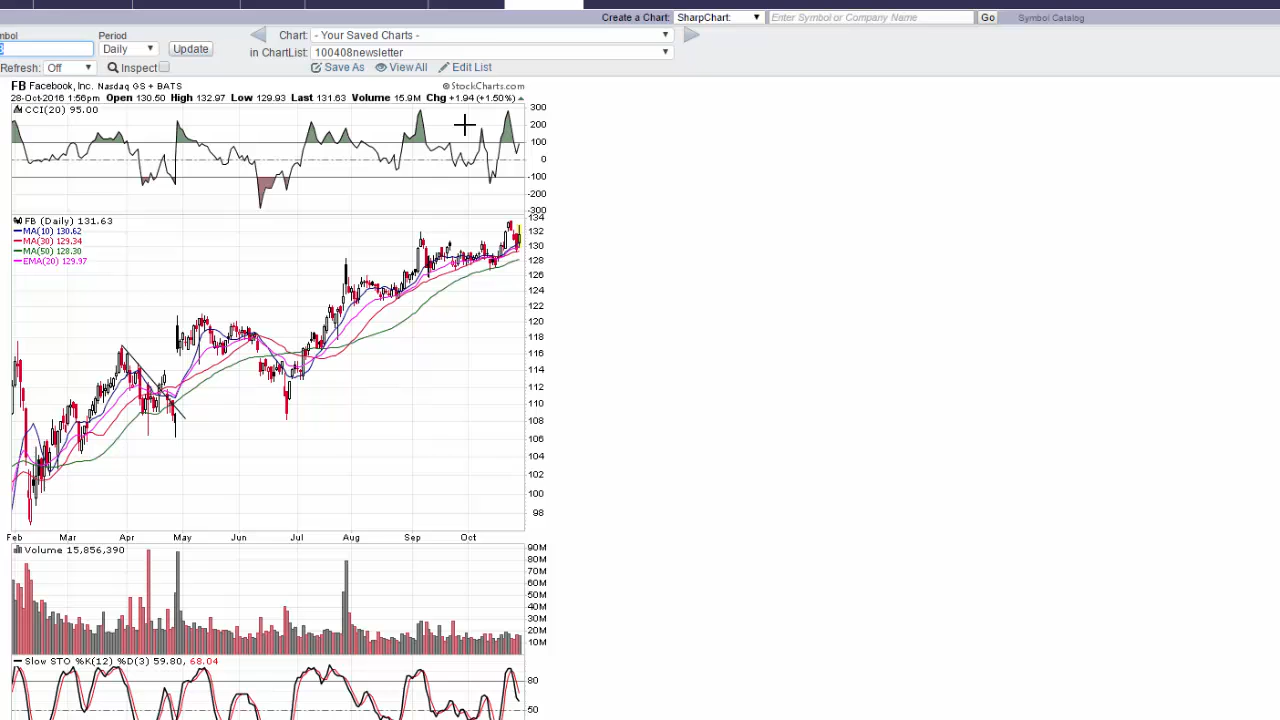 Create a Chart: SharpChart: Enter Symbol or Company Name Go Symbol Catalog
Period
Chart: - Your Saved Charts -
Daily Update
in ChartList: 100408newsletter
Refresh: Off Inspect Save As View All Edit List
FB Facebook, Inc. Nasdaq GS + BATS © StockCharts.com
28-Oct-2016 1:56pm Open 130.50 High 132.97 Low 129.93 Last 131.63 Volume 15.9M Chg +1.94 (+1.50%)
CCI(20) 95.00
300
200
100
0
-100
-200
-300
FB (Daily) 131.63
MA(10) 130.62
MA(30) 129.34
MA(50) 128.30
EMA(20) 129.97
134
132
130
128
126
124
122
120
118
116
114
112
110
108
106
104
102
100
98
Feb Mar Apr May Jun Jul Aug Sep Oct
Volume 15,856,390
90M
80M
70M
60M
50M
40M
30M
20M
10M
Slow STO %K(12) %D(3) 59.80, 68.04
80
50